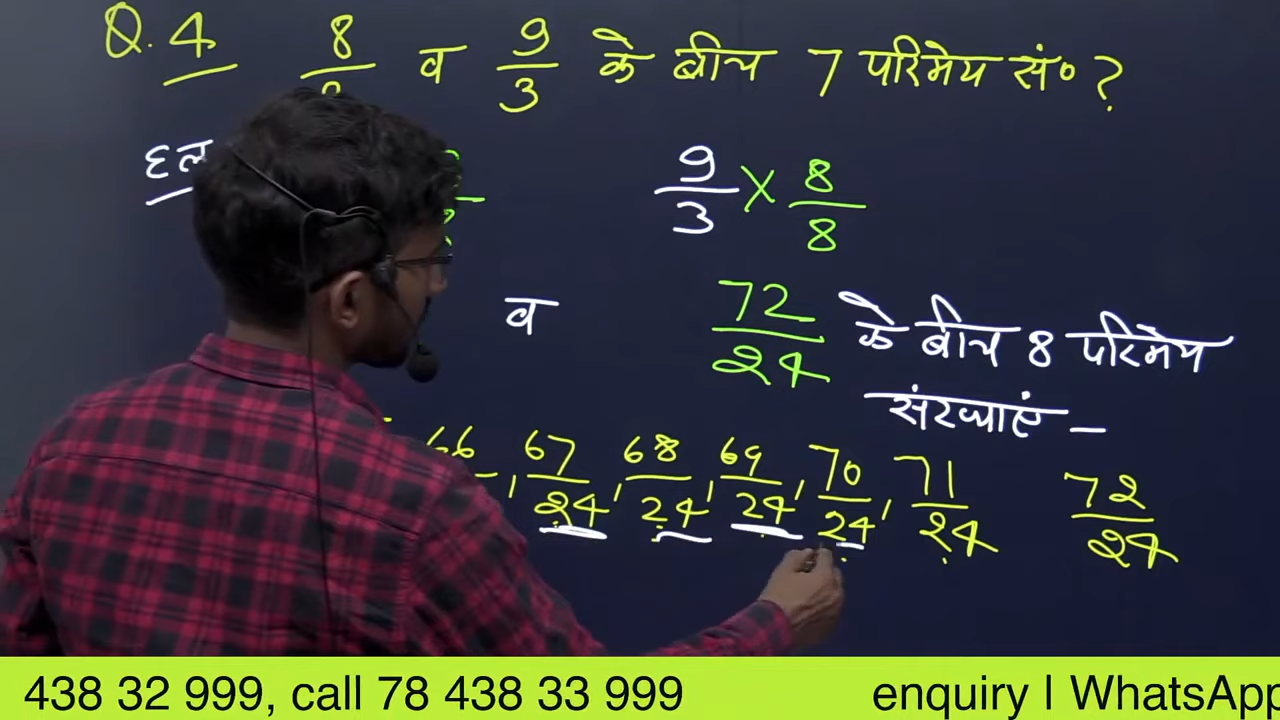 Q. 4 8/ व 9/3 के बीच 7 परिमेय सं० ?
हल 9/3 × 8/8
व 72/24 के बीच 8 परिमेय
संख्याएं –
66 , 67/24 , 68/24 , 69/24 , 70/24 , 71/24 72/24
438 32 999, call 78 438 33 999 enquiry | WhatsApp